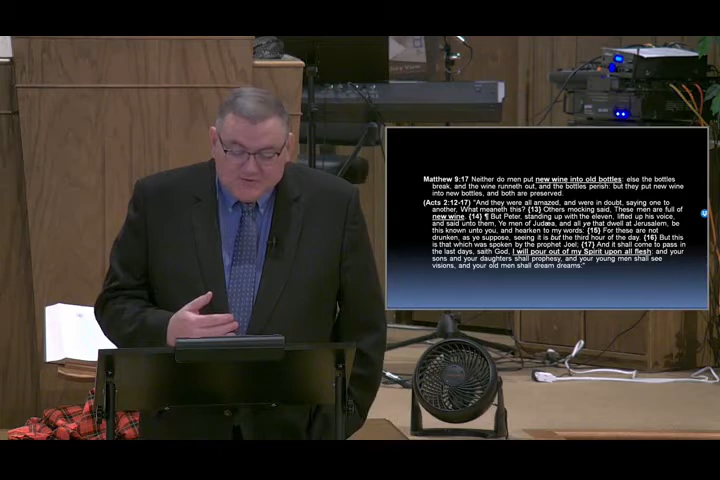 Matthew 9:17 Neither do men put new wine into old bottles: else the bottles
break, and the wine runneth out, and the bottles perish: but they put new wine
into new bottles, and both are preserved.
(Acts 2:12-17) "And they were all amazed, and were in doubt, saying one to
another, What meaneth this? {13} Others mocking said, These men are full of
new wine. {14} ¶ But Peter, standing up with the eleven, lifted up his voice,
and said unto them, Ye men of Judæa, and all ye that dwell at Jerusalem, be
this known unto you, and hearken to my words: {15} For these are not
drunken, as ye suppose, seeing it is but the third hour of the day. {16} But this
is that which was spoken by the prophet Joel; {17} And it shall come to pass in
the last days, saith God, I will pour out of my Spirit upon all flesh: and your
sons and your daughters shall prophesy, and your young men shall see
visions, and your old men shall dream dreams:"